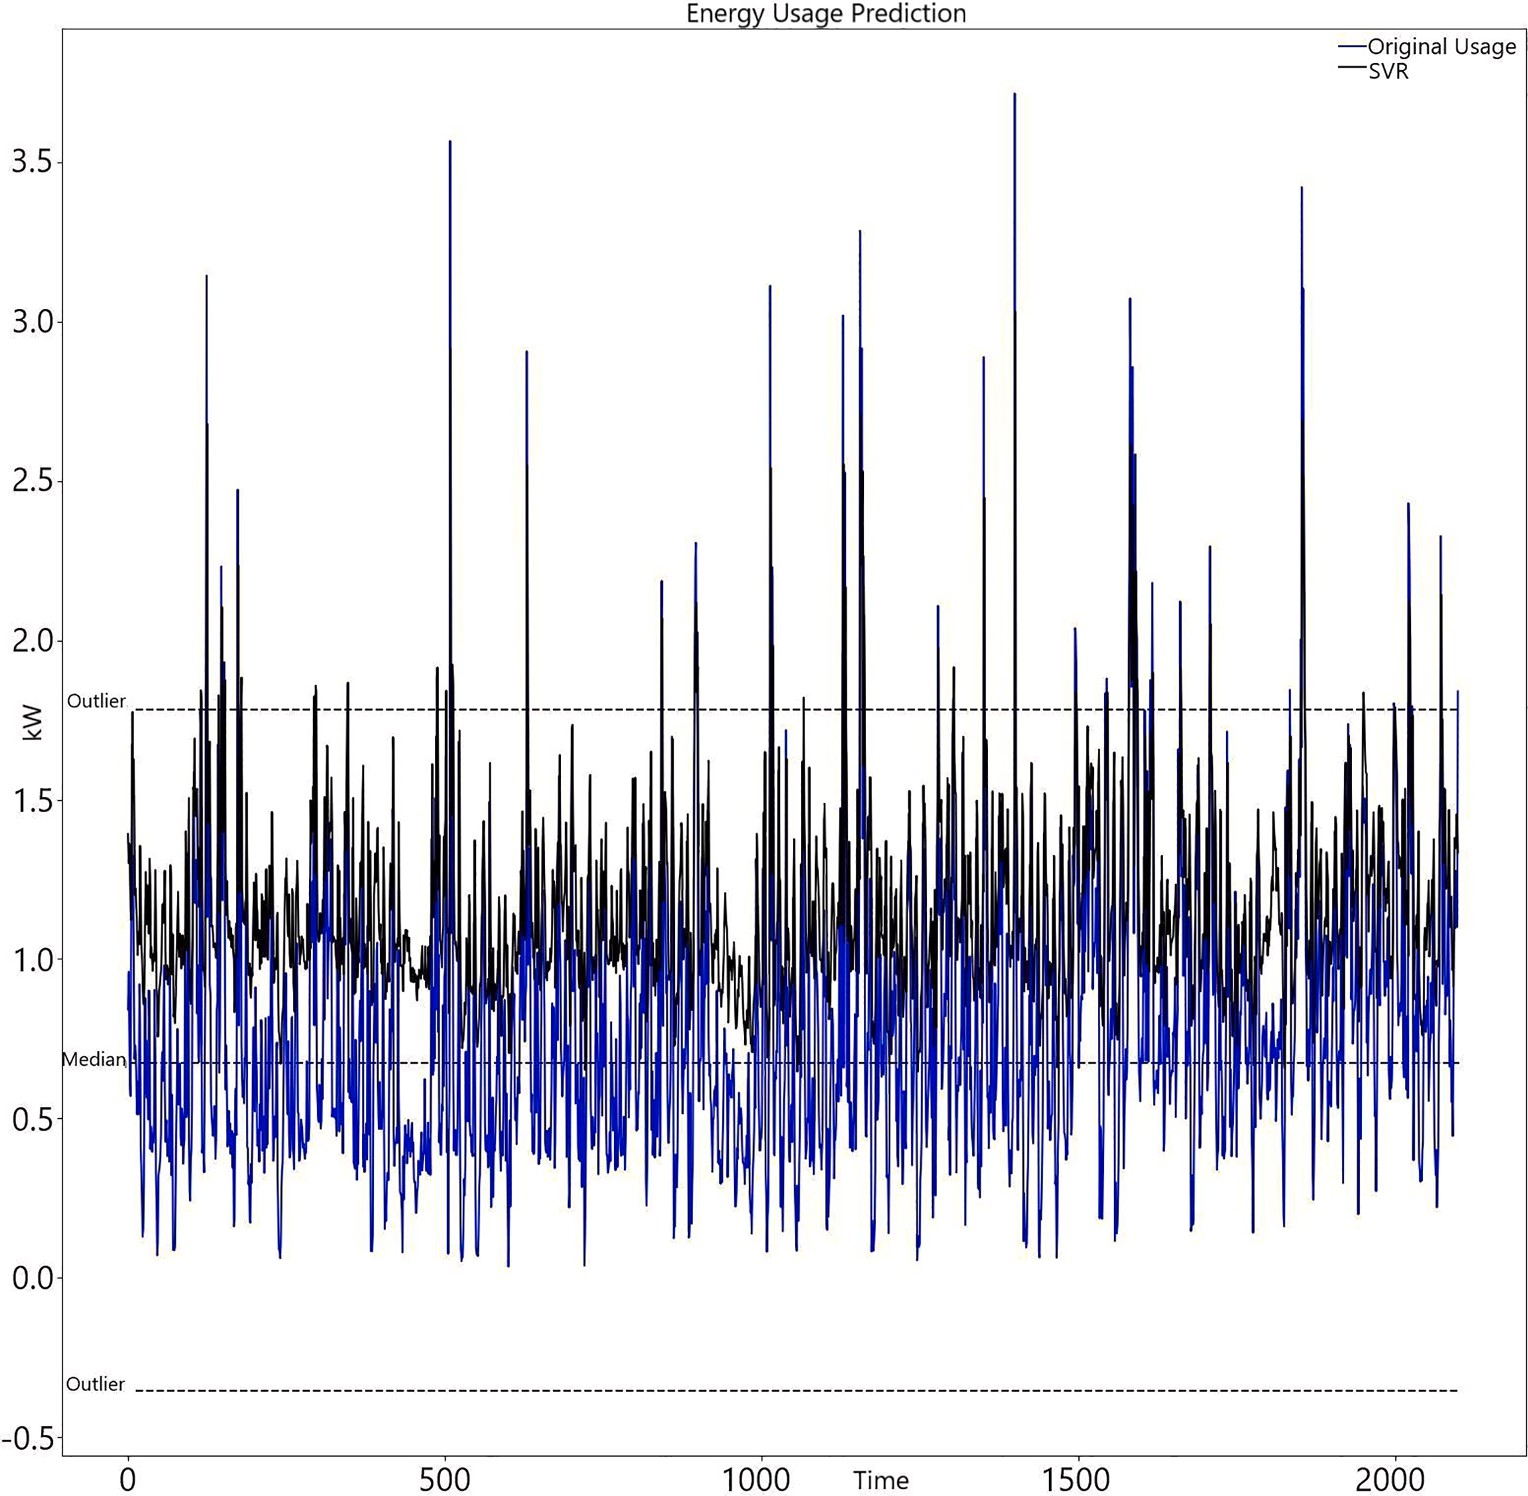 Energy Usage Prediction
Original Usage
SVR
3.5
3.0
2.5
2.0
Outlier
kW
1.5
1.0
Median
0.5
0.0
Outlier
-0.5
0 500 1000 Time 1500 2000